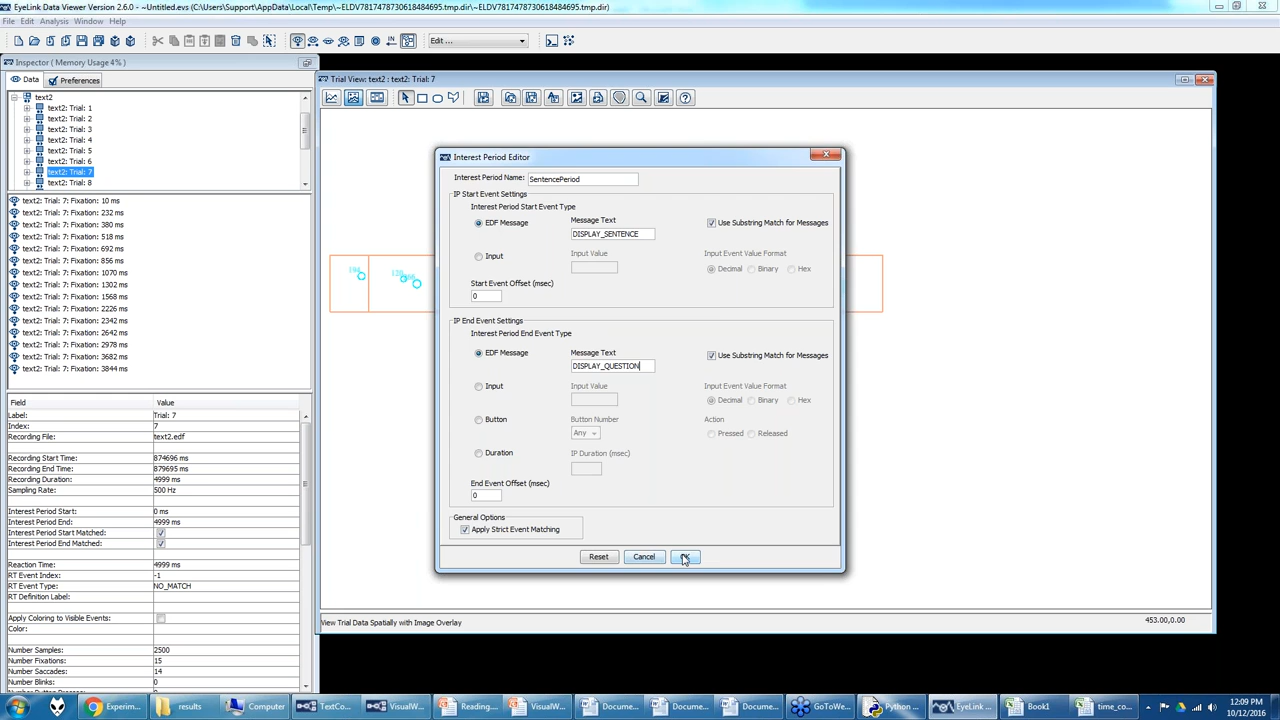 EyeLink Data Viewer Version 2.6.0 - ~Untitled.evs (C:\Users\Support\AppData\Local\Temp\~ELDV7817478730618484695.tmp.dir\~ELDV7817478730618484695.tmp.dir)
File Edit Analysis Window Help
Edit ...
Inspector ( Memory Usage 4% )
Data Preferences
text2
text2: Trial: 1
text2: Trial: 2
text2: Trial: 3
text2: Trial: 4
text2: Trial: 5
text2: Trial: 6
text2: Trial: 7
text2: Trial: 8
text2: Trial: 7: Fixation: 10 ms
text2: Trial: 7: Fixation: 232 ms
text2: Trial: 7: Fixation: 380 ms
text2: Trial: 7: Fixation: 518 ms
text2: Trial: 7: Fixation: 692 ms
text2: Trial: 7: Fixation: 856 ms
text2: Trial: 7: Fixation: 1070 ms
text2: Trial: 7: Fixation: 1302 ms
text2: Trial: 7: Fixation: 1568 ms
text2: Trial: 7: Fixation: 2226 ms
text2: Trial: 7: Fixation: 2342 ms
text2: Trial: 7: Fixation: 2642 ms
text2: Trial: 7: Fixation: 2978 ms
text2: Trial: 7: Fixation: 3682 ms
text2: Trial: 7: Fixation: 3844 ms
Field Value
Label: Trial: 7
Index: 7
Recording File: text2.edf
Recording Start Time: 874696 ms
Recording End Time: 879695 ms
Recording Duration: 4999 ms
Sampling Rate: 500 Hz
Interest Period Start: 0 ms
Interest Period End: 4999 ms
Interest Period Start Matched:
Interest Period End Matched:
Reaction Time: 4999 ms
RT Event Index: -1
RT Event Type: NO_MATCH
RT Definition Label:
Apply Coloring to Visible Events:
Color:
Number Samples: 2500
Number Fixations: 15
Number Saccades: 14
Number Blinks: 0
Trial View: text2 : text2: Trial: 7
Interest Period Editor
Interest Period Name: SentencePeriod
IP Start Event Settings
Interest Period Start Event Type
EDF Message Message Text Use Substring Match for Messages
DISPLAY_SENTENCE
Input Input Value Input Event Value Format
Decimal Binary Hex
Start Event Offset (msec)
0
IP End Event Settings
Interest Period End Event Type
EDF Message Message Text Use Substring Match for Messages
DISPLAY_QUESTION
Input Input Value Input Event Value Format
Decimal Binary Hex
Button Button Number Action
Any Pressed Released
Duration IP Duration (msec)
End Event Offset (msec)
0
General Options
Apply Strict Event Matching
Reset Cancel
View Trial Data Spatially with Image Overlay
453.00,0.00
Experim... results Computer TextCo... VisualW... Reading.... VisualW... Docume... Docume... Docume... GoToWe... Python ... EyeLink ... Book1 time_co...
12:09 PM
10/12/2016